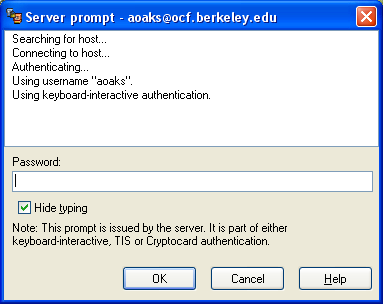 Server prompt - aoaks@ocf.berkeley.edu
Searching for host...
Connecting to host...
Authenticating...
Using username "aoaks".
Using keyboard-interactive authentication.
Password:
Hide typing
Note: This prompt is issued by the server. It is part of either
keyboard-interactive, TIS or Cryptocard authentication.
OK Cancel Help